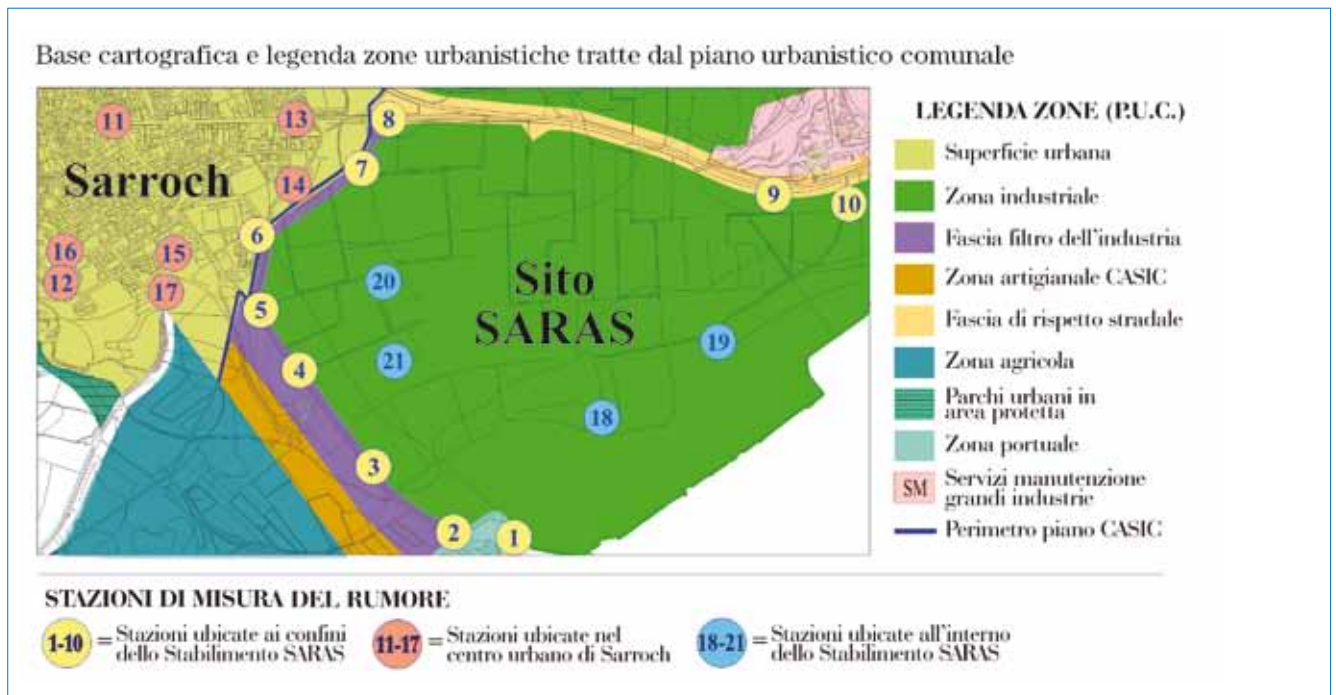 Base cartografica e legenda zone urbanistiche tratte dal piano urbanistico comunale
11
13
8
LEGENDA ZONE (P.U.C.)
Superficie urbana
7
Sarroch
14
9
10
Zona industriale
6
16
15
Fascia filtro dell'industria
12
17
20
Sito
SARAS
Zona artigianale CASIC
5
Fascia di rispetto stradale
4
21
19
Zona agricola
Parchi urbani in
area protetta
18
3
Zona portuale
SM
Servizi manutenzione
grandi industrie
2
1
Perimetro piano CASIC
STAZIONI DI MISURA DEL RUMORE
1-10 = Stazioni ubicate ai confini
dello Stabilimento SARAS
11-17 = Stazioni ubicate nel
centro urbano di Sarroch
18-21 = Stazioni ubicate all'interno
dello Stabilimento SARAS